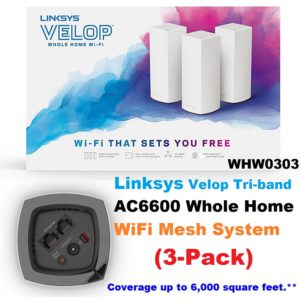 LINKSYS
VELOP
WHOLE HOME Wi-Fi
Wi-Fi THAT SETS YOU FREE
WHW0303
Linksys Velop Tri-band
AC6600 Whole Home
WiFi Mesh System
(3-Pack)
Coverage up to 6,000 square feet.**